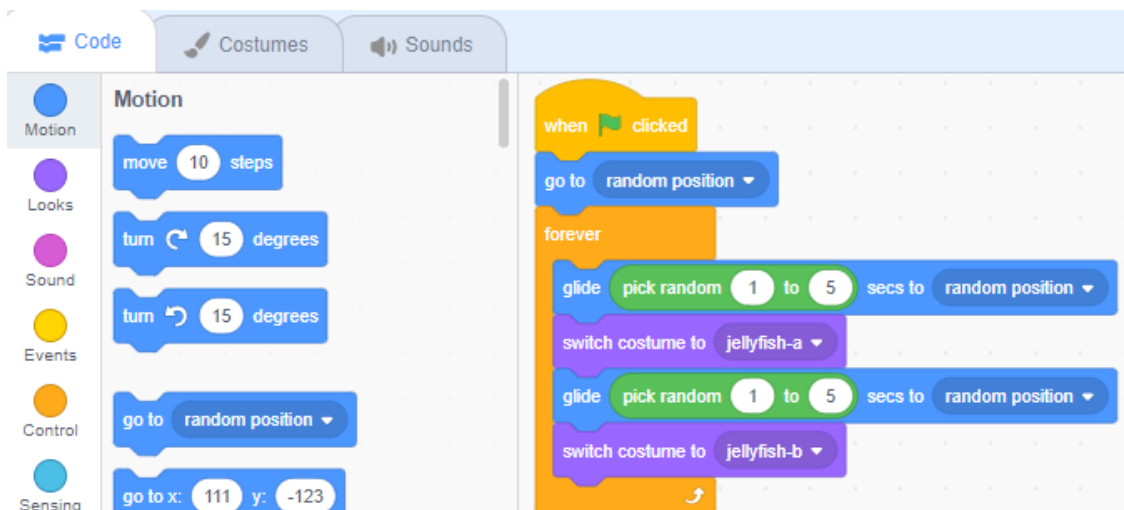 Code
Costumes
Sounds
Motion
Looks
Sound
Events
Control
Sensing
Motion
move 10 steps
turn 15 degrees
turn 15 degrees
go to random position
go to x: 111 y: -123
when clicked
go to random position
forever
glide pick random 1 to 5 secs to random position
switch costume to jellyfish-a
glide pick random 1 to 5 secs to random position
switch costume to jellyfish-b